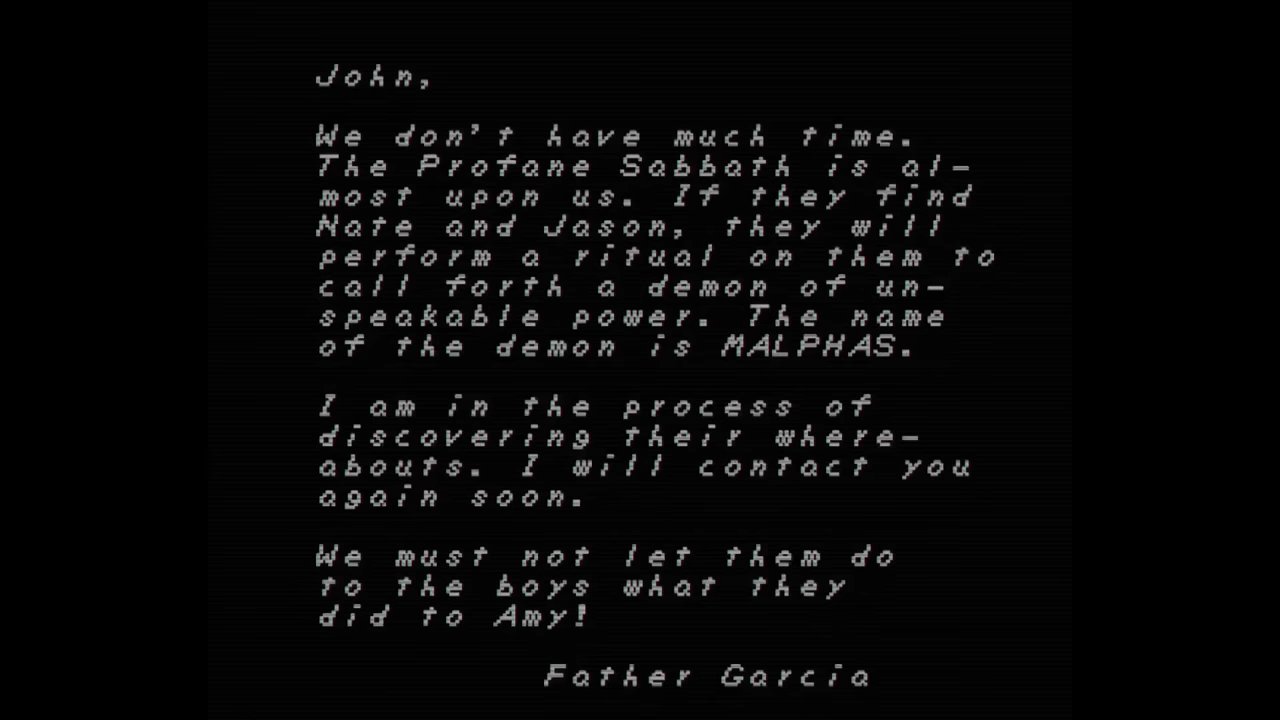 John,
We don't have much time.
The Profane Sabbath is al-
most upon us. If they find
Nate and Jason, they will
perform a ritual on them to
call forth a demon of un-
speakable power. The name
of the demon is MALPHAS.
I am in the process of
discovering their where-
abouts. I will contact you
again soon.
We must not let them do
to the boys what they
did to Amy!
Father Garcia